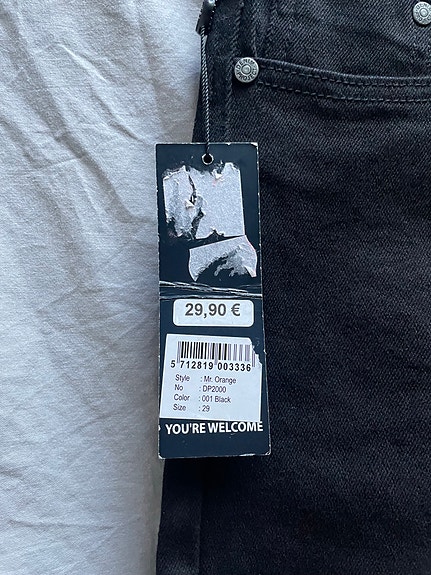 29,90 €
5 712819 003336
Style : Mr. Orange
No : DP2000
Color : 001 Black
Size : 29
YOU'RE WELCOME